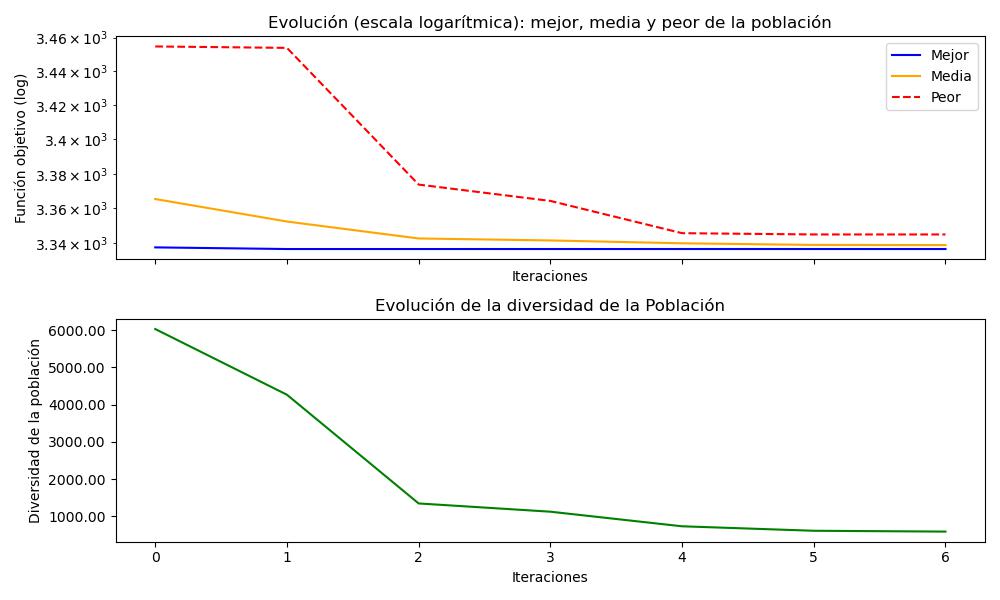 Evolución (escala logarítmica): mejor, media y peor de la población
3.46 × 10³
3.44 × 10³
3.42 × 10³
3.4 × 10³
3.38 × 10³
3.36 × 10³
3.34 × 10³
Función objetivo (log)
Mejor
Media
Peor
Iteraciones
Evolución de la diversidad de la Población
6000.00
5000.00
4000.00
3000.00
2000.00
1000.00
Diversidad de la población
0 1 2 3 4 5 6
Iteraciones